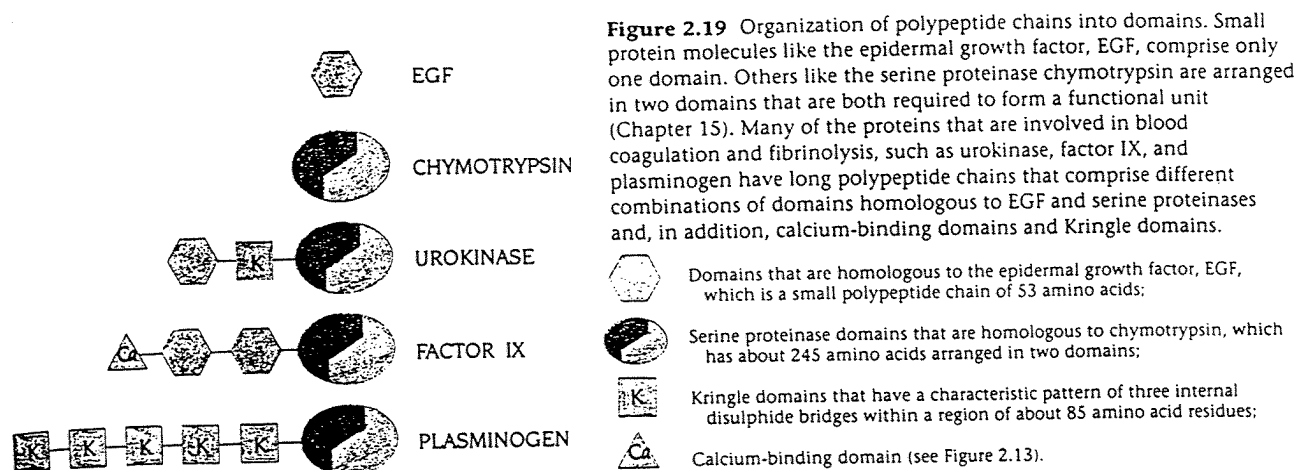 EGF
CHYMOTRYPSIN
UROKINASE
K
FACTOR IX
Ca
PLASMINOGEN
K K K K K
Figure 2.19 Organization of polypeptide chains into domains. Small
protein molecules like the epidermal growth factor, EGF, comprise only
one domain. Others like the serine proteinase chymotrypsin are arranged
in two domains that are both required to form a functional unit
(Chapter 15). Many of the proteins that are involved in blood
coagulation and fibrinolysis, such as urokinase, factor IX, and
plasminogen have long polypeptide chains that comprise different
combinations of domains homologous to EGF and serine proteinases
and, in addition, calcium-binding domains and Kringle domains.
Domains that are homologous to the epidermal growth factor, EGF,
which is a small polypeptide chain of 53 amino acids;
Serine proteinase domains that are homologous to chymotrypsin, which
has about 245 amino acids arranged in two domains;
K
Kringle domains that have a characteristic pattern of three internal
disulphide bridges within a region of about 85 amino acid residues;
Ca
Calcium-binding domain (see Figure 2.13).